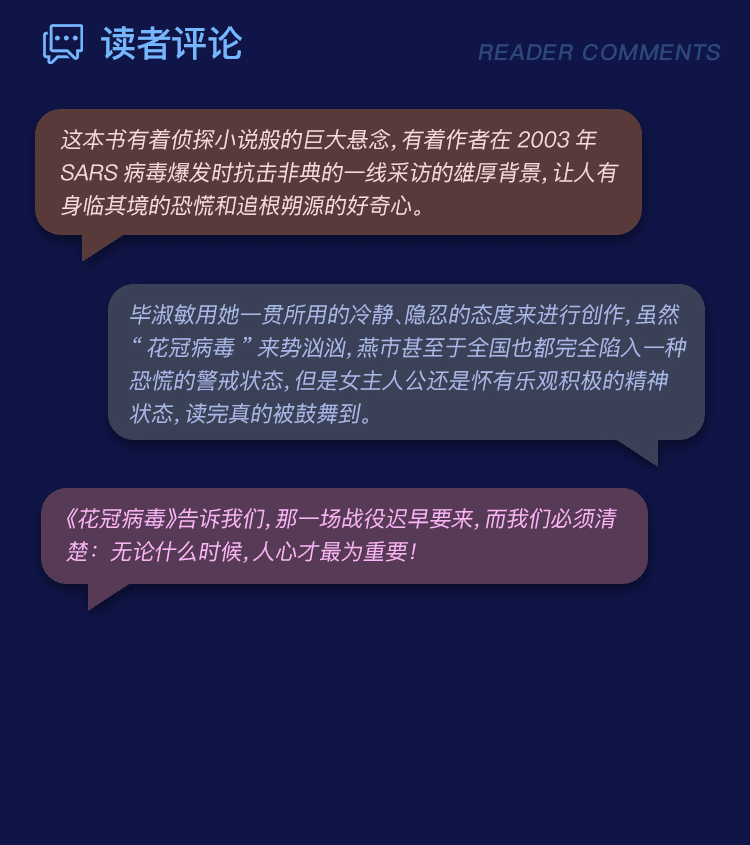 读者评论
READER COMMENTS
这本书有着侦探小说般的巨大悬念,有着作者在 2003 年
SARS 病毒爆发时抗击非典的一线采访的雄厚背景,让人有
身临其境的恐慌和追根朔源的好奇心。
毕淑敏用她一贯所用的冷静、隐忍的态度来进行创作,虽然
“花冠病毒”来势汹汹,燕市甚至于全国也都完全陷入一种
恐慌的警戒状态,但是女主人公还是怀有乐观积极的精神
状态,读完真的被鼓舞到。
《花冠病毒》告诉我们,那一场战役迟早要来,而我们必须清
楚：无论什么时候,人心才最为重要!